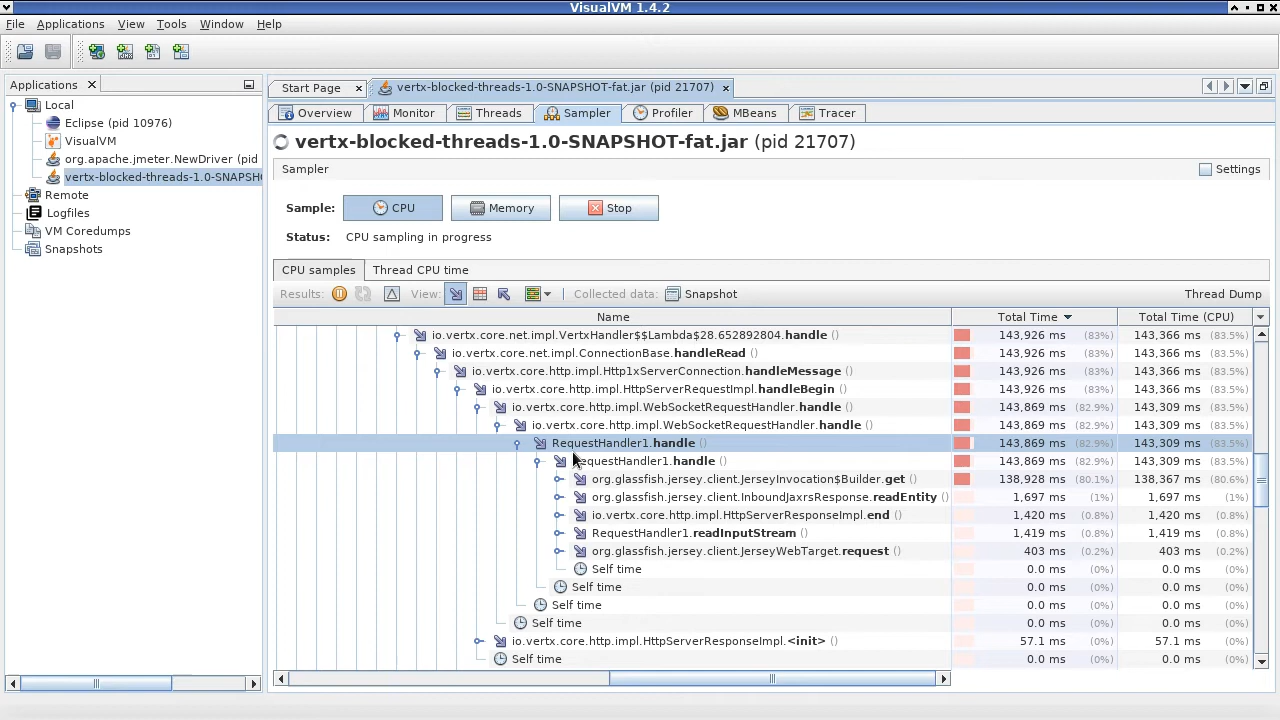 VisualVM 1.4.2
File Applications View Tools Window Help
Applications
Local
Eclipse (pid 10976)
VisualVM
org.apache.jmeter.NewDriver (pid
vertx-blocked-threads-1.0-SNAPSH
Remote
Logfiles
VM Coredumps
Snapshots
Start Page vertx-blocked-threads-1.0-SNAPSHOT-fat.jar (pid 21707)
Overview Monitor Threads Sampler Profiler MBeans Tracer
vertx-blocked-threads-1.0-SNAPSHOT-fat.jar (pid 21707)
Sampler Settings
Sample: CPU Memory Stop
Status: CPU sampling in progress
CPU samples Thread CPU time
Results: View: Collected data: Snapshot Thread Dump
Name Total Time Total Time (CPU)
io.vertx.core.net.impl.VertxHandler$$Lambda$28.652892804.handle () 143,926 ms (83%) 143,366 ms (83.5%)
io.vertx.core.net.impl.ConnectionBase.handleRead () 143,926 ms (83%) 143,366 ms (83.5%)
io.vertx.core.http.impl.Http1xServerConnection.handleMessage () 143,926 ms (83%) 143,366 ms (83.5%)
io.vertx.core.http.impl.HttpServerRequestImpl.handleBegin () 143,926 ms (83%) 143,366 ms (83.5%)
io.vertx.core.http.impl.WebSocketRequestHandler.handle () 143,869 ms (82.9%) 143,309 ms (83.5%)
io.vertx.core.http.impl.WebSocketRequestHandler.handle () 143,869 ms (82.9%) 143,309 ms (83.5%)
RequestHandler1.handle () 143,869 ms (82.9%) 143,309 ms (83.5%)
equestHandler1.handle () 143,869 ms (82.9%) 143,309 ms (83.5%)
org.glassfish.jersey.client.JerseyInvocation$Builder.get () 138,928 ms (80.1%) 138,367 ms (80.6%)
org.glassfish.jersey.client.InboundJaxrsResponse.readEntity () 1,697 ms (1%) 1,697 ms (1%)
io.vertx.core.http.impl.HttpServerResponseImpl.end () 1,420 ms (0.8%) 1,420 ms (0.8%)
RequestHandler1.readInputStream () 1,419 ms (0.8%) 1,419 ms (0.8%)
org.glassfish.jersey.client.JerseyWebTarget.request () 403 ms (0.2%) 403 ms (0.2%)
Self time 0.0 ms (0%) 0.0 ms (0%)
Self time 0.0 ms (0%) 0.0 ms (0%)
Self time 0.0 ms (0%) 0.0 ms (0%)
Self time 0.0 ms (0%) 0.0 ms (0%)
io.vertx.core.http.impl.HttpServerResponseImpl.<init> () 57.1 ms (0%) 57.1 ms (0%)
Self time 0.0 ms (0%) 0.0 ms (0%)